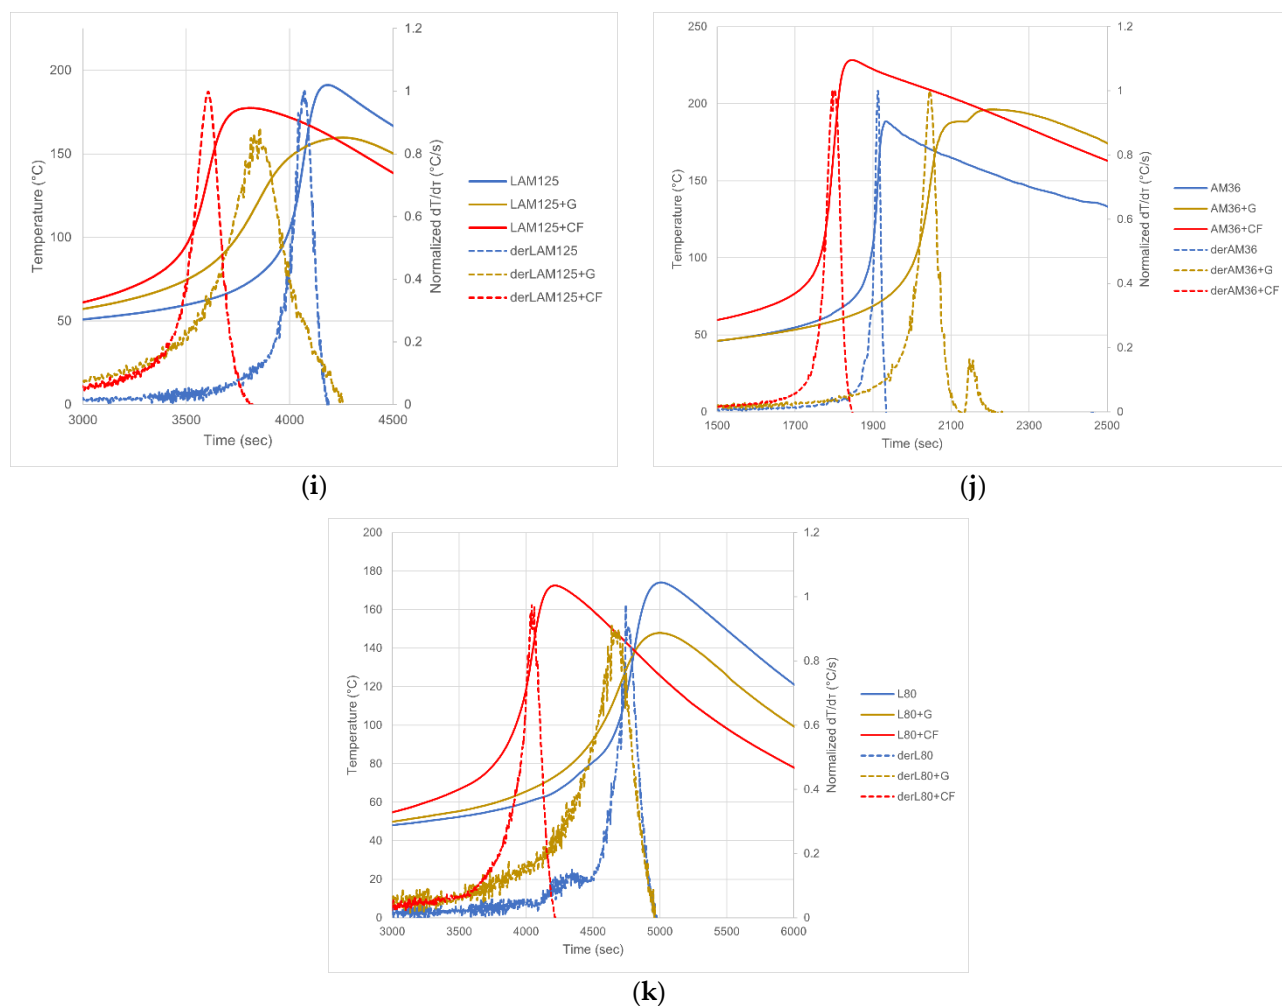 1.2
200
1
150
0.8
100
0.6
50
0.4
0
0.2
0
3000 3500 4000 4500
Time (sec)
Temperature (°C)
Normalized dT/dτ (°C/s)
LAM125
LAM125+G
LAM125+CF
derLAM125
derLAM125+G
derLAM125+CF
(i)
250
200
150
100
50
0
1.2
1
0.8
0.6
0.4
0.2
0
1500 1700 1900 2100 2300 2500
Time (sec)
Temperature (°C)
Normalized dT/dτ (°C/s)
AM36
AM36+G
AM36+CF
derAM36
derAM36+G
derAM36+CF
(j)
200
180
160
140
120
100
80
60
40
20
0
1.2
1
0.8
0.6
0.4
0.2
0
3000 3500 4000 4500 5000 5500 6000
Time (sec)
Temperature (°C)
Normalized dT/dτ (°C/s)
L80
L80+G
L80+CF
derL80
derL80+G
derL80+CF
(k)